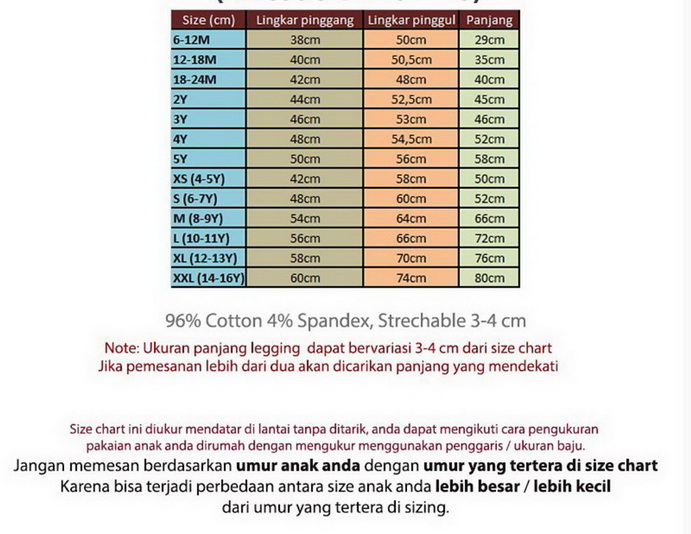 Size (cm) Lingkar pinggang Lingkar pinggul Panjang
6-12M 38cm 50cm 29cm
12-18M 40cm 50,5cm 35cm
18-24M 42cm 48cm 40cm
2Y 44cm 52,5cm 45cm
3Y 46cm 53cm 46cm
4Y 48cm 54,5cm 52cm
5Y 50cm 56cm 58cm
XS (4-5Y) 42cm 58cm 50cm
S (6-7Y) 48cm 60cm 52cm
M (8-9Y) 54cm 64cm 66cm
L (10-11Y) 56cm 66cm 72cm
XL (12-13Y) 58cm 70cm 76cm
XXL (14-16Y) 60cm 74cm 80cm
96% Cotton 4% Spandex, Strechable 3-4 cm
Note: Ukuran panjang legging dapat bervariasi 3-4 cm dari size chart
Jika pemesanan lebih dari dua akan dicarikan panjang yang mendekati
Size chart ini diukur mendatar di lantai tanpa ditarik, anda dapat mengikuti cara pengukuran
pakaian anak anda dirumah dengan mengukur menggunakan penggaris / ukuran baju.
Jangan memesan berdasarkan umur anak anda dengan umur yang tertera di size chart
Karena bisa terjadi perbedaan antara size anak anda lebih besar / lebih kecil
dari umur yang tertera di sizing.